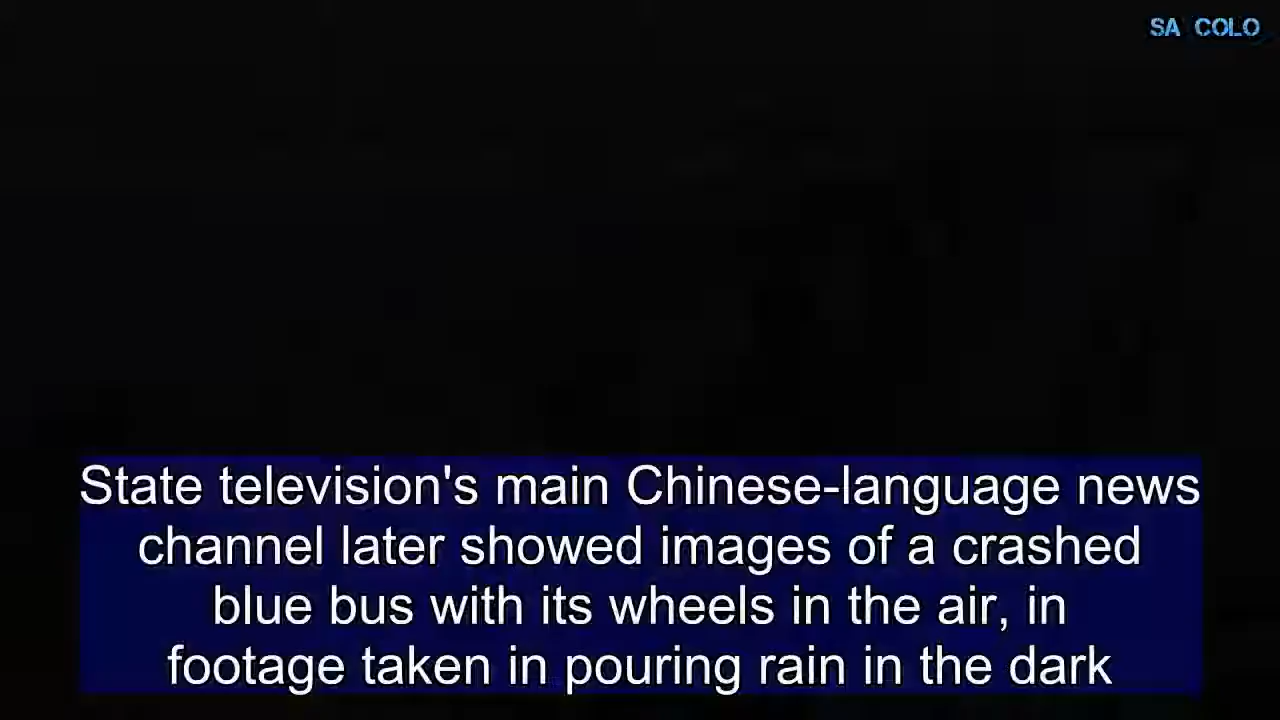 SA COLO
State television's main Chinese-language news
channel later showed images of a crashed
blue bus with its wheels in the air, in
footage taken in pouring rain in the dark